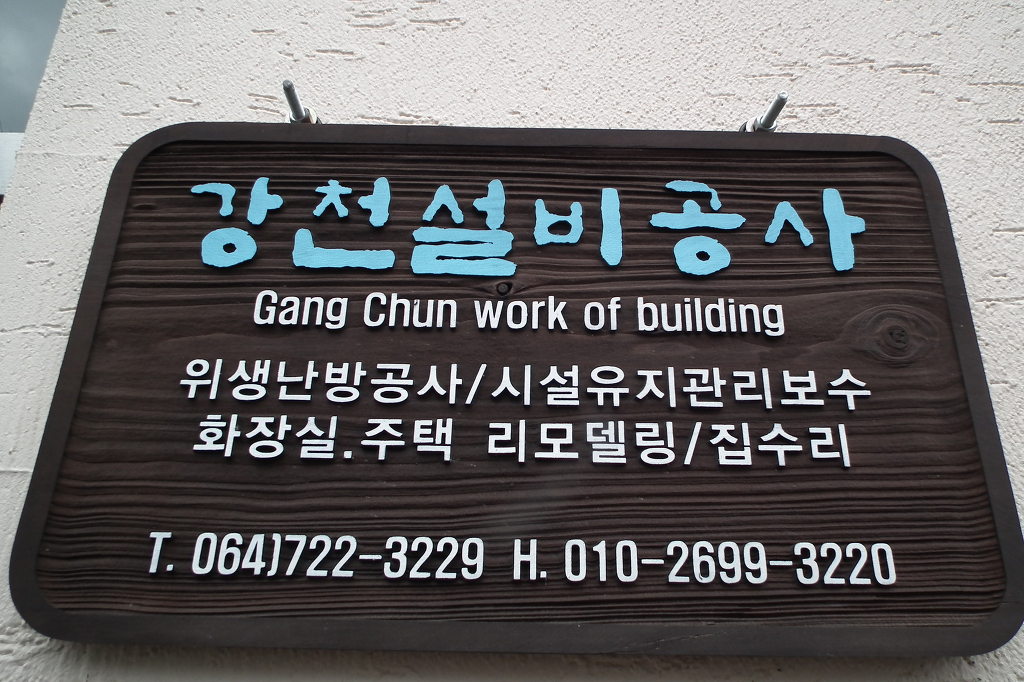 강천설비공사
Gang Chun work of building
위생난방공사/시설유지관리보수
화장실.주택 리모델링/집수리
T. 064)722-3229 H. 010-2699-3220